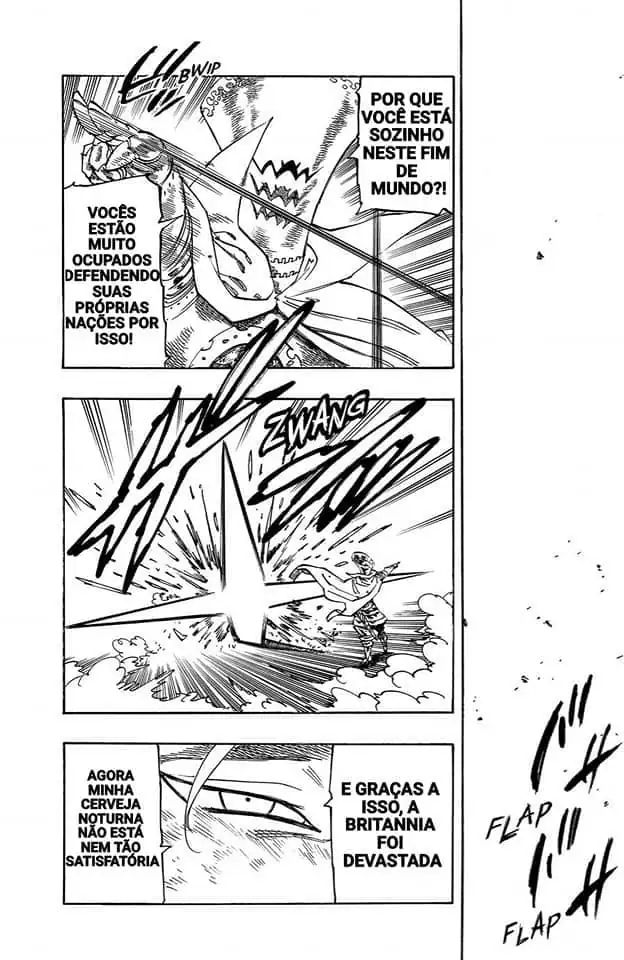 BWIP
POR QUE
VOCÊ ESTÁ
SOZINHO
NESTE FIM
DE
MUNDO?!
VOCÊS
ESTÃO
MUITO
OCUPADOS
DEFENDENDO
SUAS
PRÓPRIAS
NAÇÕES POR
ISSO!
ZWANG
E GRAÇAS A
ISSO, A
BRITANNIA
FOI
DEVASTADA
AGORA
MINHA
CERVEJA
NOTURNA
NÃO ESTÁ
NEM TÃO
SATISFATÓRIA
FLAP
FLAP